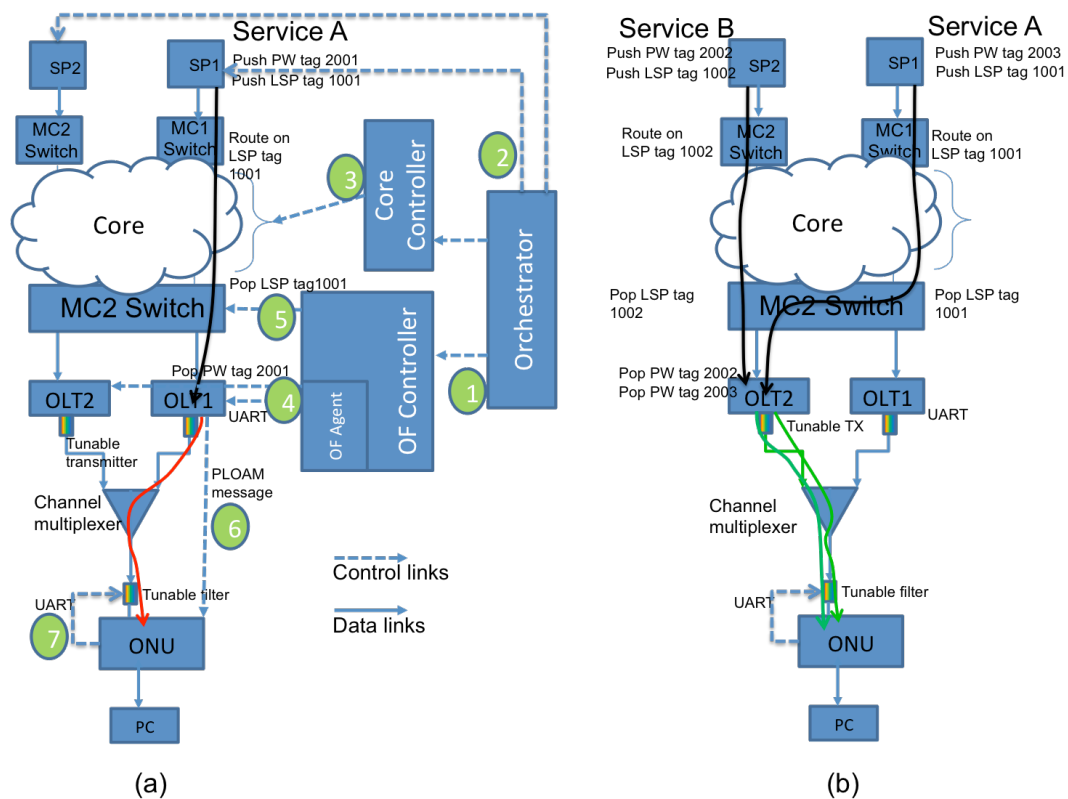 Service A
SP2
SP1
Push PW tag 2001
Push LSP tag 1001
MC2
Switch
MC1
Switch
Route on
LSP tag
1001
Core
2
3
Core
Controller
Orchestrator
Pop LSP tag1001
MC2 Switch
5
OF Controller
1
Pop PW tag 2001
OLT2
OLT1
UART
4
OF Agent
Tunable
transmitter
PLOAM
message
Channel
multiplexer
6
Control links
UART
Tunable filter
Data links
7
ONU
PC
(a)
Service B
Service A
Push PW tag 2002
Push LSP tag 1002
SP2
SP1
Push PW tag 2003
Push LSP tag 1001
Route on
LSP tag 1002
MC2
Switch
MC1
Switch
Route on
LSP tag 1001
Core
Pop LSP tag
1002
MC2 Switch
Pop LSP tag
1001
Pop PW tag 2002
Pop PW tag 2003
OLT2
OLT1
UART
Tunable TX
Channel
multiplexer
UART
Tunable filter
ONU
PC
(b)